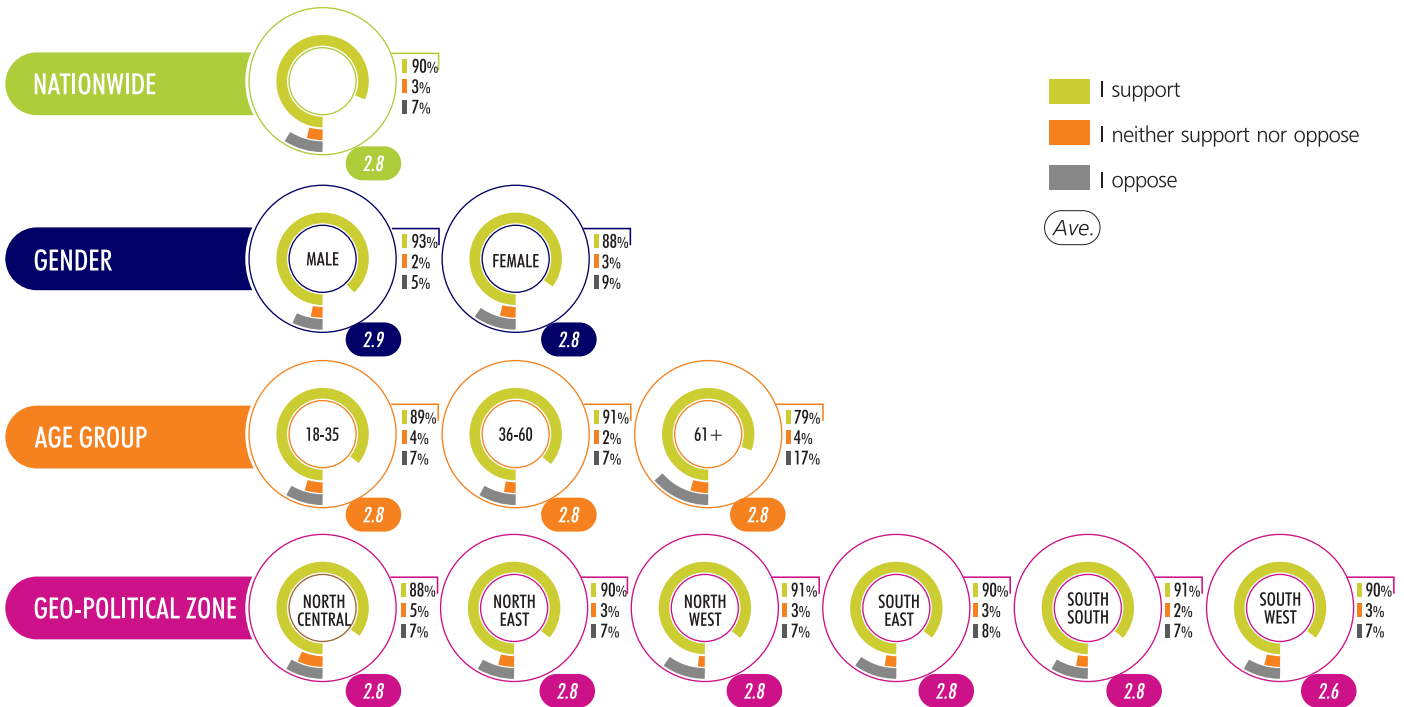 NATIONWIDE
90%
3%
7%
2.8
I support
I neither support nor oppose
I oppose
Ave.
GENDER
MALE
93%
2%
5%
2.9
FEMALE
88%
3%
9%
2.8
AGE GROUP
18-35
89%
4%
7%
2.8
36-60
91%
2%
7%
2.8
61+
79%
4%
17%
2.8
GEO-POLITICAL ZONE
NORTH
CENTRAL
88%
5%
7%
2.8
NORTH
EAST
90%
3%
7%
2.8
NORTH
WEST
91%
3%
7%
2.8
SOUTH
EAST
90%
3%
8%
2.8
SOUTH
SOUTH
91%
2%
7%
2.8
SOUTH
WEST
90%
3%
7%
2.6